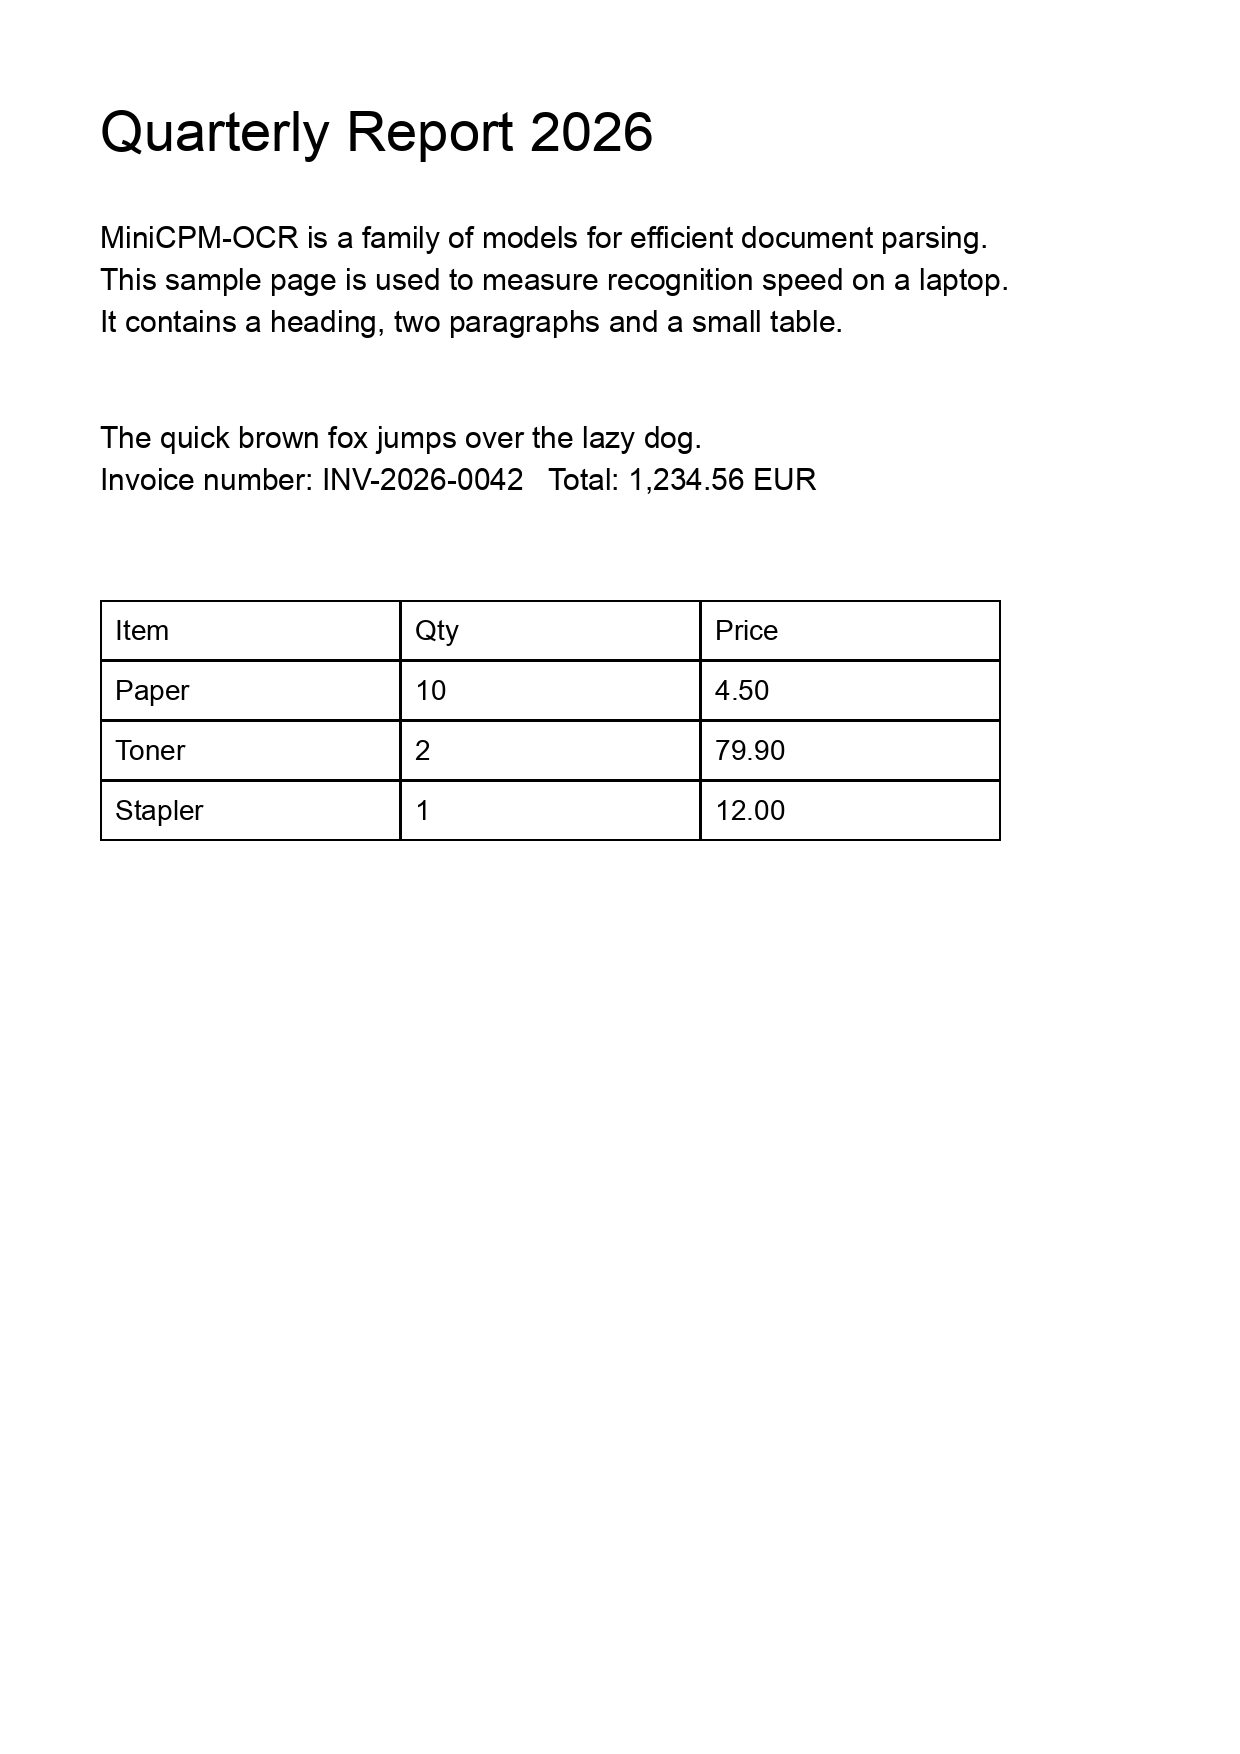 Quarterly Report 2026
MiniCPM-OCR is a family of models for efficient document parsing.
This sample page is used to measure recognition speed on a laptop.
It contains a heading, two paragraphs and a small table.
The quick brown fox jumps over the lazy dog.
Invoice number: INV-2026-0042   Total: 1,234.56 EUR
Item Qty Price
Paper 10 4.50
Toner 2 79.90
Stapler 1 12.00